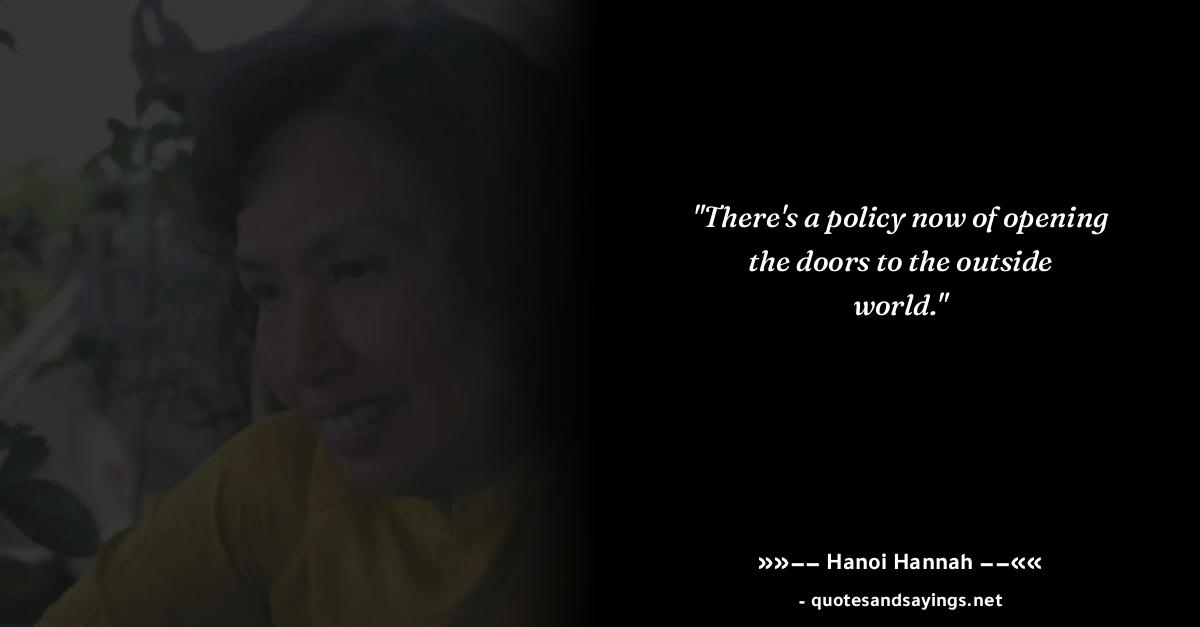 "There's a policy now of opening
the doors to the outside
world."
»»−− Hanoi Hannah −−««
- quotesandsayings.net